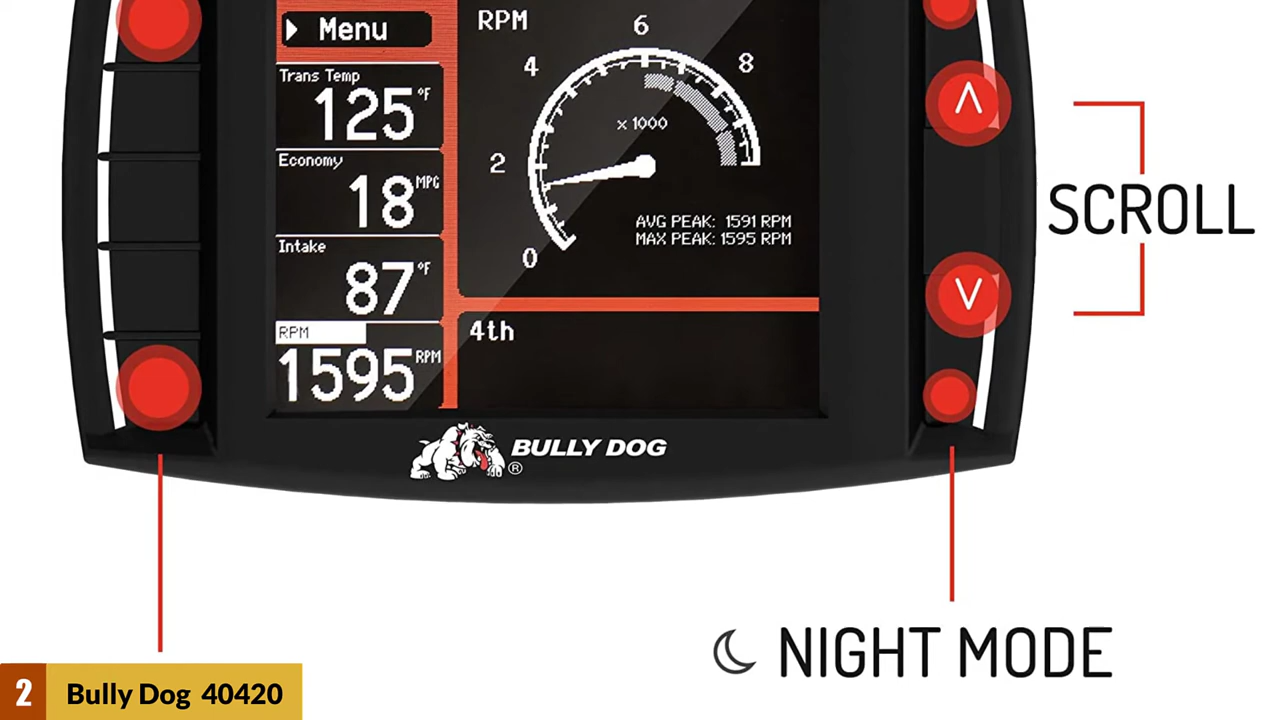 Menu
Trans Temp
125 °F
Economy
18 MPG
Intake
87 °F
RPM
1595 RPM
RPM
0
2
4
6
8
x 1000
AVG PEAK: 1591 RPM
MAX PEAK: 1595 RPM
4th
BULLY DOG
®
SCROLL
NIGHT MODE
2 Bully Dog 40420